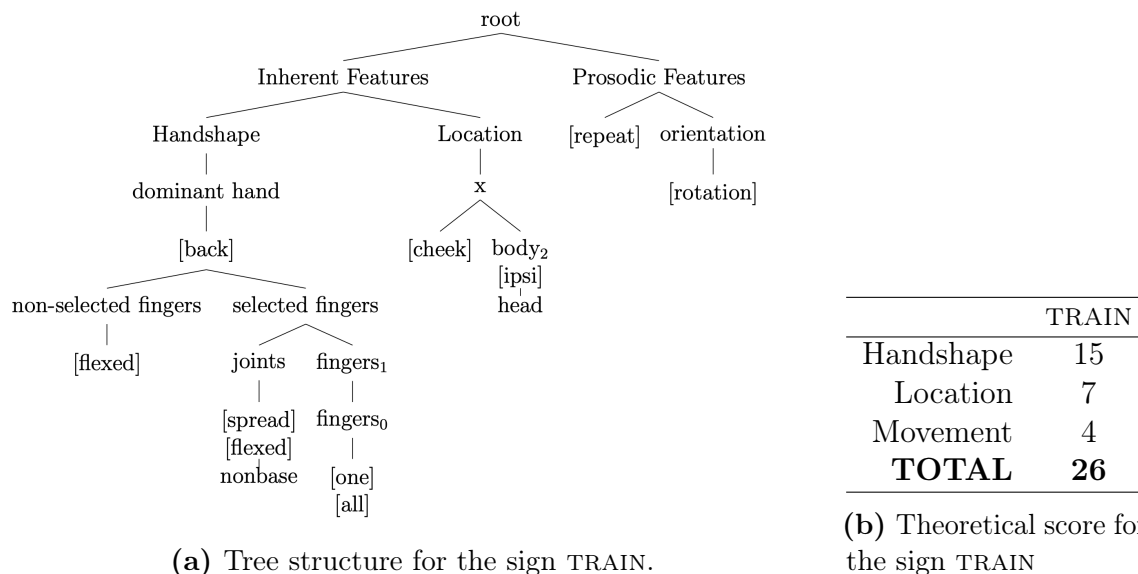 root
Inherent Features Prosodic Features
Handshape Location [repeat] orientation
dominant hand x [rotation]
[back] [cheek] body₂
[ipsi]
non-selected fingers selected fingers head
[flexed] joints fingers₁
[spread] fingers₀
[flexed]
nonbase [one]
[all]
(a) Tree structure for the sign TRAIN.
TRAIN
Handshape 15
Location 7
Movement 4
TOTAL 26
(b) Theoretical score for
the sign TRAIN